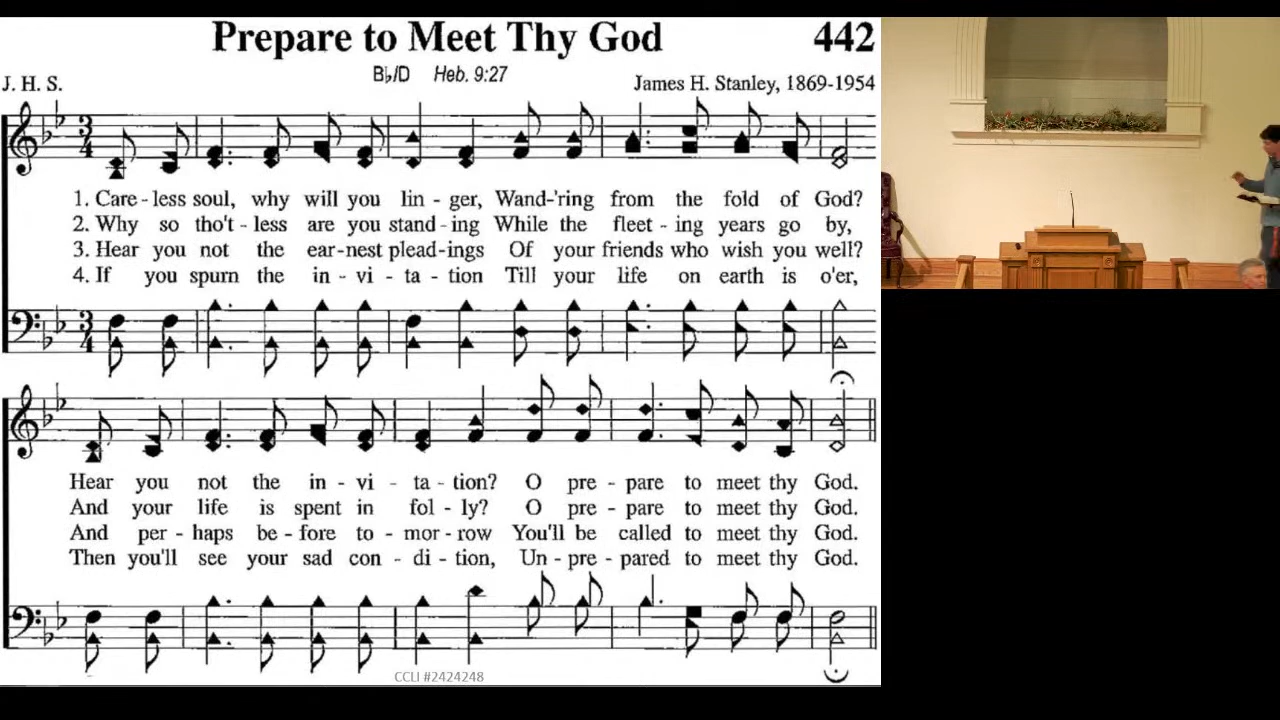 Prepare to Meet Thy God 442
B♭/D Heb. 9:27
J. H. S. James H. Stanley, 1869-1954
3
4
1. Care - less soul, why will you lin - ger, Wand-'ring from the fold of God?
2. Why so tho't - less are you stand - ing While the fleet - ing years go by,
3. Hear you not the ear-nest plead-ings Of your friends who wish you well?
4. If you spurn the in - vi - ta - tion Till your life on earth is o'er,
3
4
Hear you not the in - vi - ta - tion? O pre - pare to meet thy God.
And your life is spent in fol - ly? O pre - pare to meet thy God.
And per - haps be - fore to - mor - row You'll be called to meet thy God.
Then you'll see your sad con - di - tion, Un - pre - pared to meet thy God.
CCLI #2424248